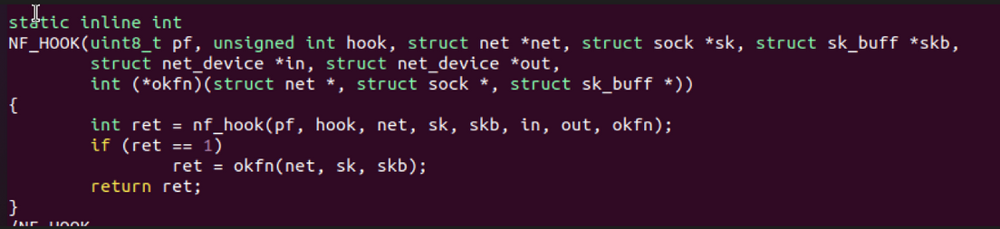 static inline int
NF_HOOK(uint8_t pf, unsigned int hook, struct net *net, struct sock *sk, struct sk_buff *skb,
        struct net_device *in, struct net_device *out,
        int (*okfn)(struct net *, struct sock *, struct sk_buff *))
{
        int ret = nf_hook(pf, hook, net, sk, skb, in, out, okfn);
        if (ret == 1)
                ret = okfn(net, sk, skb);
        return ret;
}
/NF_HOOK